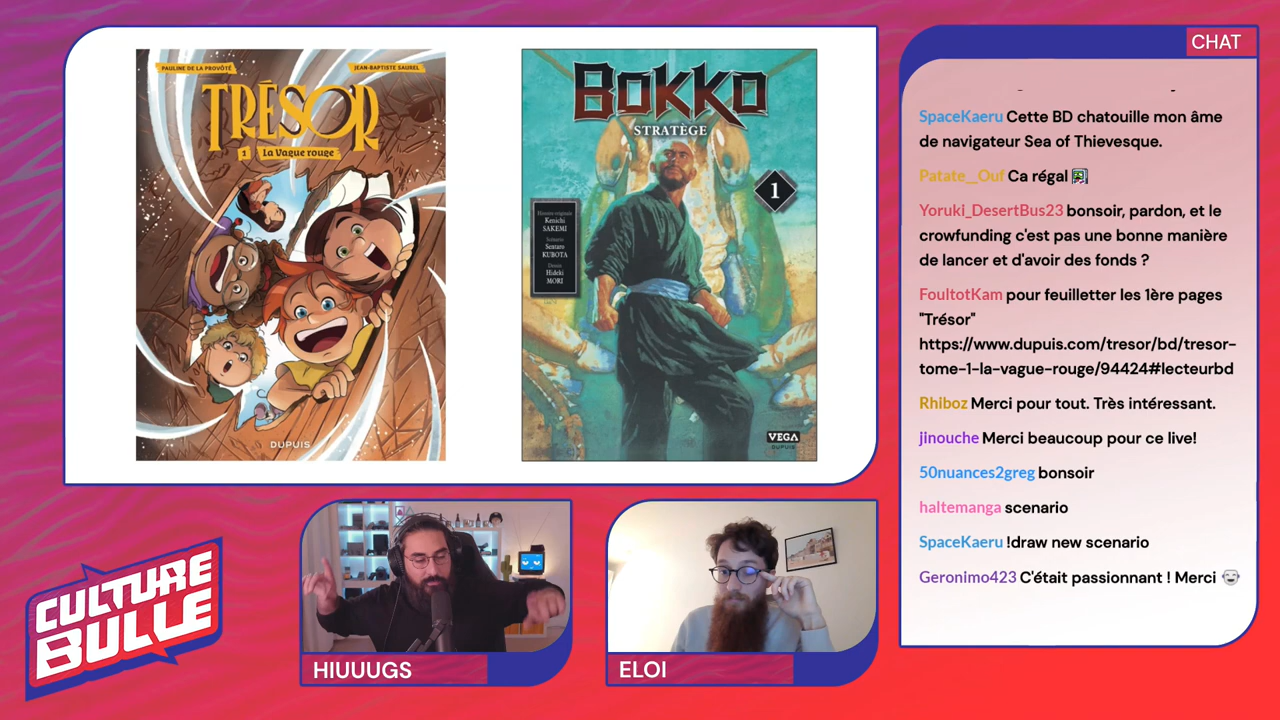 PAULINE DE LA PROVÔTÉ
JEAN-BAPTISTE SAUREL
TRÉSOR
1 La Vague rouge
DUPUIS
BOKKO
STRATÈGE
1
Histoire originale
Kenichi
SAKEMI
Scénario
Sentaro
KUBOTA
Dessin
Hideki
MORI
VEGA
DUPUIS
CHAT
SpaceKaeru Cette BD chatouille mon âme
de navigateur Sea of Thievesque.
Patate__Ouf Ca régal
Yoruki_DesertBus23 bonsoir, pardon, et le
crowfunding c'est pas une bonne manière
de lancer et d'avoir des fonds ?
FoultotKam pour feuilletter les 1ère pages
"Trésor"
https://www.dupuis.com/tresor/bd/tresor-
tome-1-la-vague-rouge/94424#lecteurbd
Rhiboz Merci pour tout. Très intéressant.
jinouche Merci beaucoup pour ce live!
50nuances2greg bonsoir
haltemanga scenario
SpaceKaeru !draw new scenario
Geronimo423 C'était passionnant ! Merci
CULTURE
BULLE
HIUUUGS
ELOI